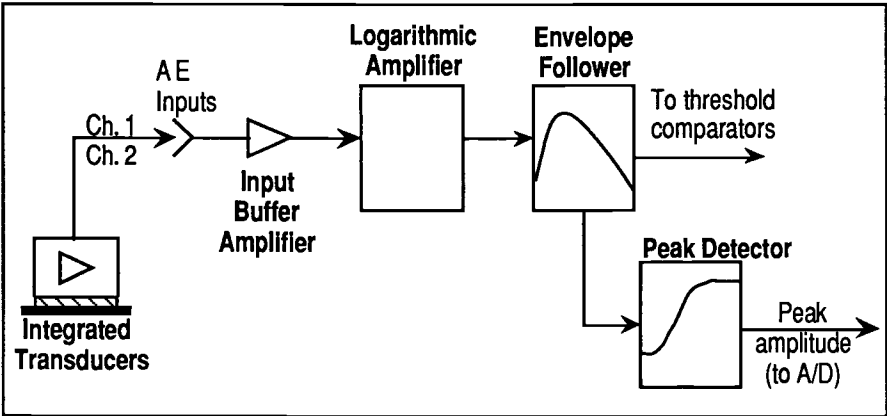 Logarithmic
Amplifier
Envelope
Follower
A E
Inputs
To threshold
comparators
Ch. 1
Ch. 2
Input
Buffer
Amplifier
Peak Detector
Integrated
Transducers
Peak
amplitude
(to A/D)